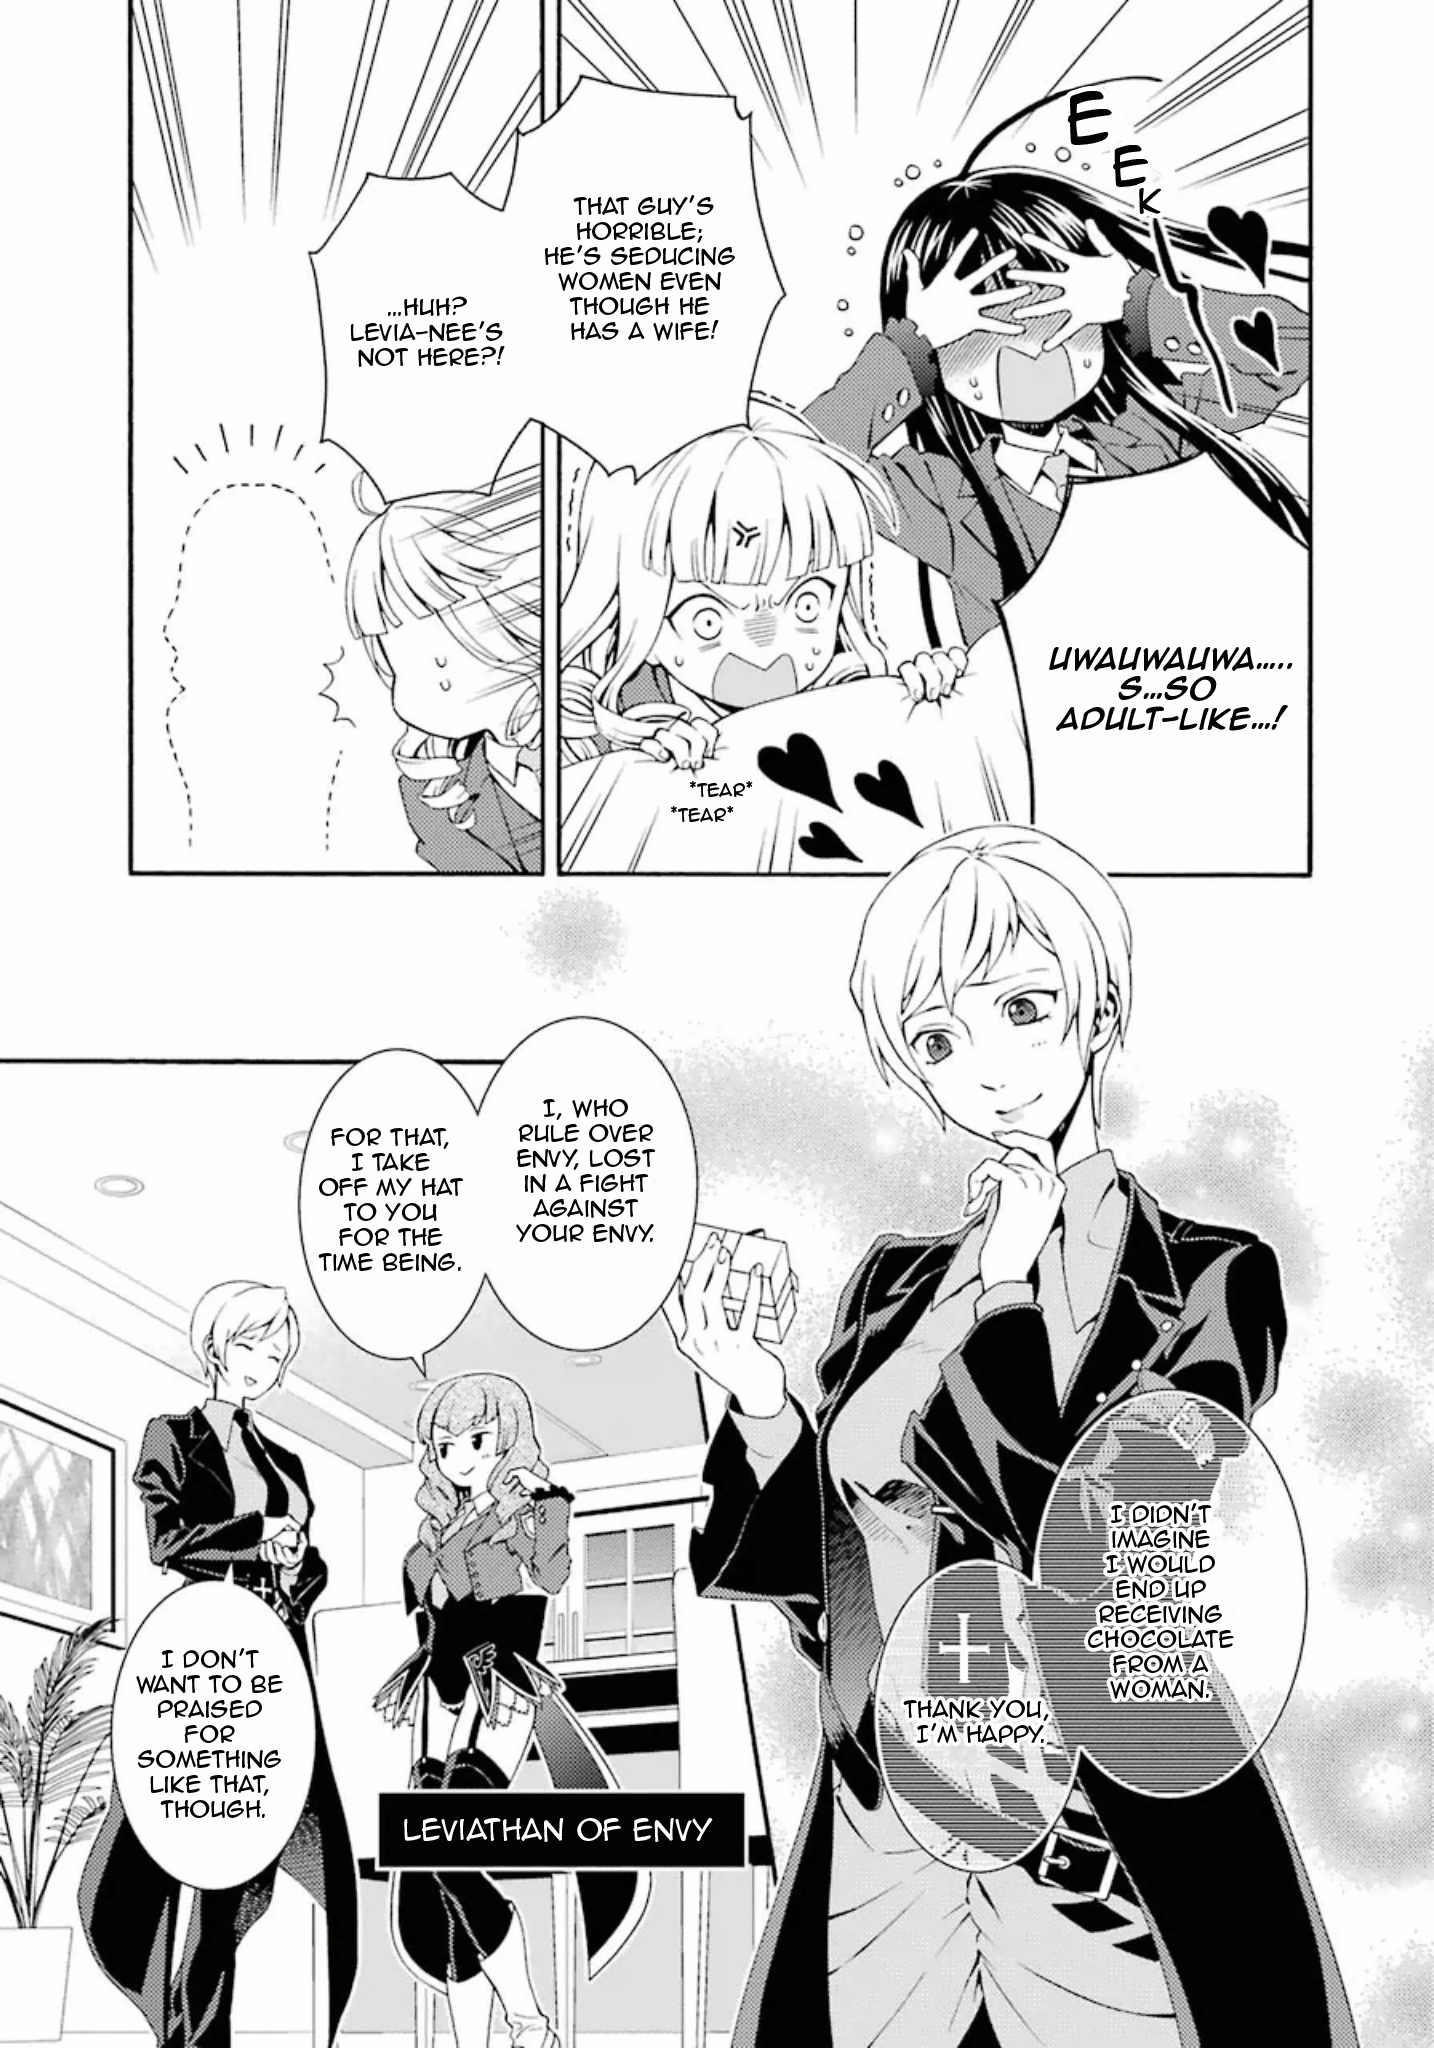 E
E
K
UWAUWAUWA.....
S...SO
ADULT-LIKE...!
THAT GUY'S
HORRIBLE;
HE'S SEDUCING
WOMEN EVEN
THOUGH HE
HAS A WIFE!
*TEAR*
*TEAR*
...HUH?
LEVIA-NEE'S
NOT HERE?!
I DIDN'T
IMAGINE
I WOULD
END UP
RECEIVING
CHOCOLATE
FROM A
WOMAN.
THANK YOU,
I'M HAPPY.
I, WHO
RULE OVER
ENVY, LOST
IN A FIGHT
AGAINST
YOUR ENVY.
FOR THAT,
I TAKE
OFF MY HAT
TO YOU
FOR THE
TIME BEING.
I DON'T
WANT TO BE
PRAISED
FOR
SOMETHING
LIKE THAT,
THOUGH.
LEVIATHAN OF ENVY